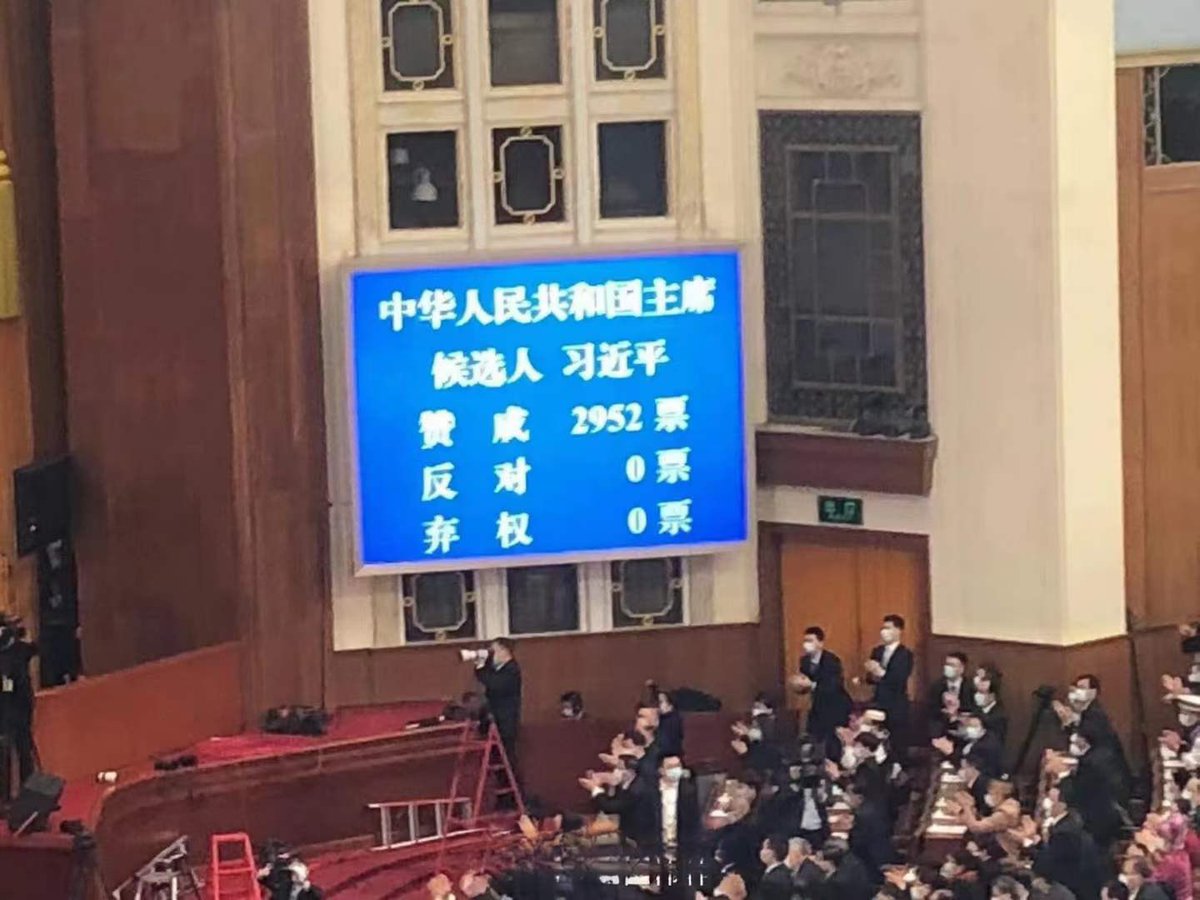 中华人民共和国主席
候选人 习近平
赞 成 2952 票
反 对 0 票
弃 权 0 票